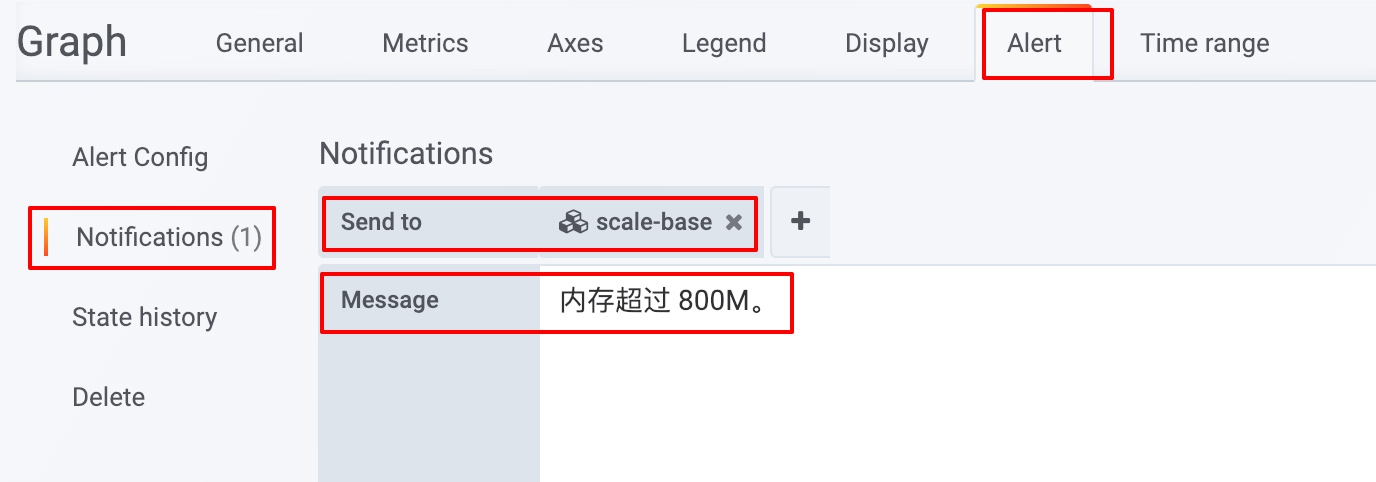 Graph General Metrics Axes Legend Display Alert Time range
Alert Config
Notifications (1)
State history
Delete
Notifications
Send to scale-base
Message 内存超过 800M。